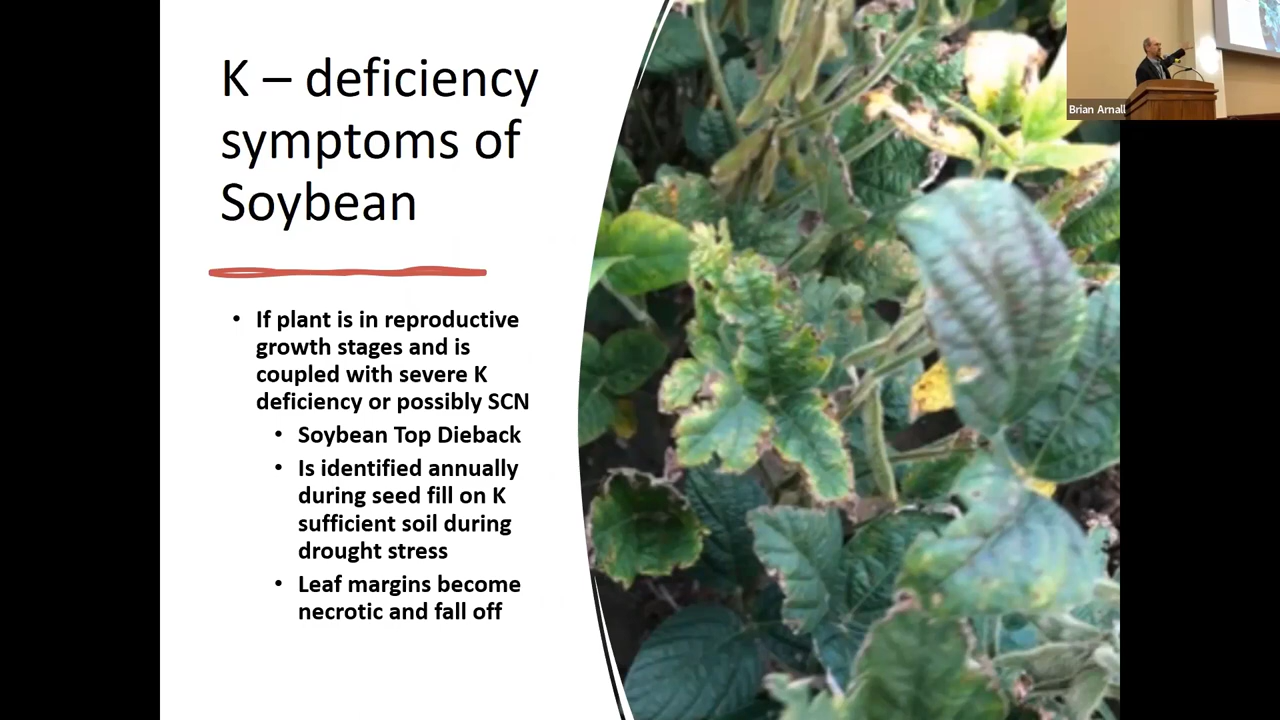 K – deficiency
symptoms of
Soybean
• If plant is in reproductive
growth stages and is
coupled with severe K
deficiency or possibly SCN
• Soybean Top Dieback
• Is identified annually
during seed fill on K
sufficient soil during
drought stress
• Leaf margins become
necrotic and fall off
Brian Arnall